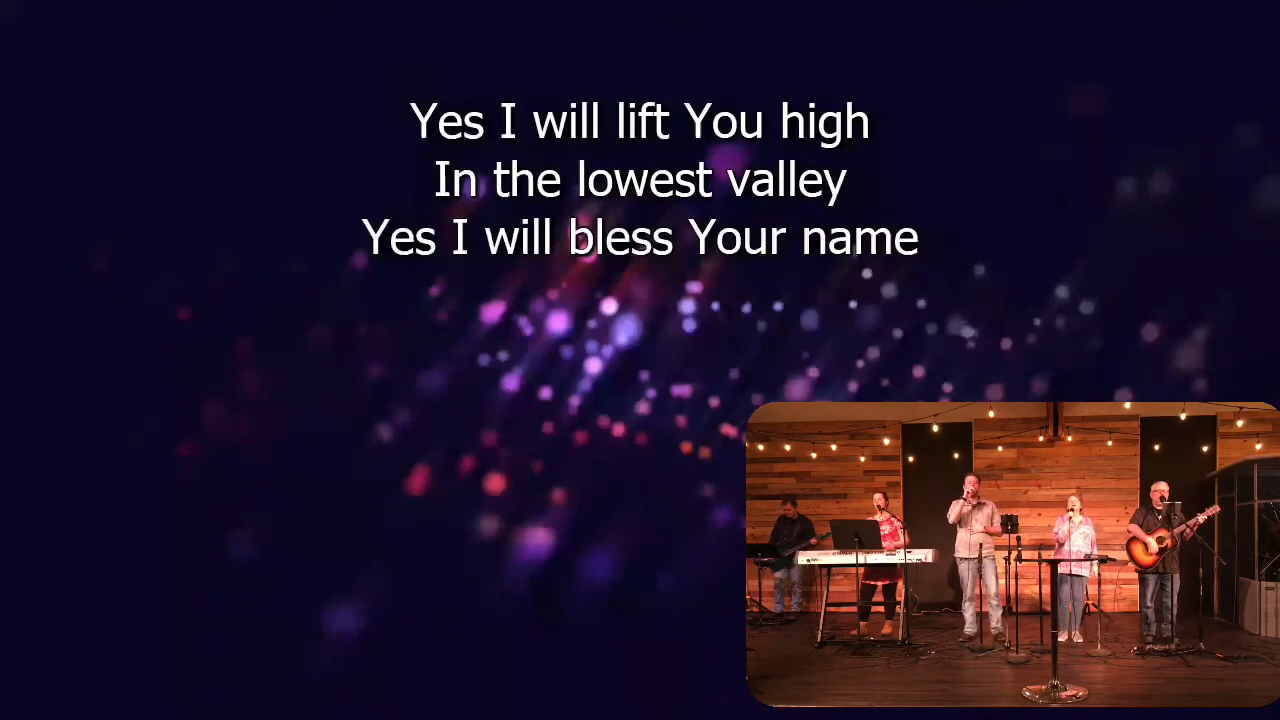 Yes I will lift You high
In the lowest valley
Yes I will bless Your name